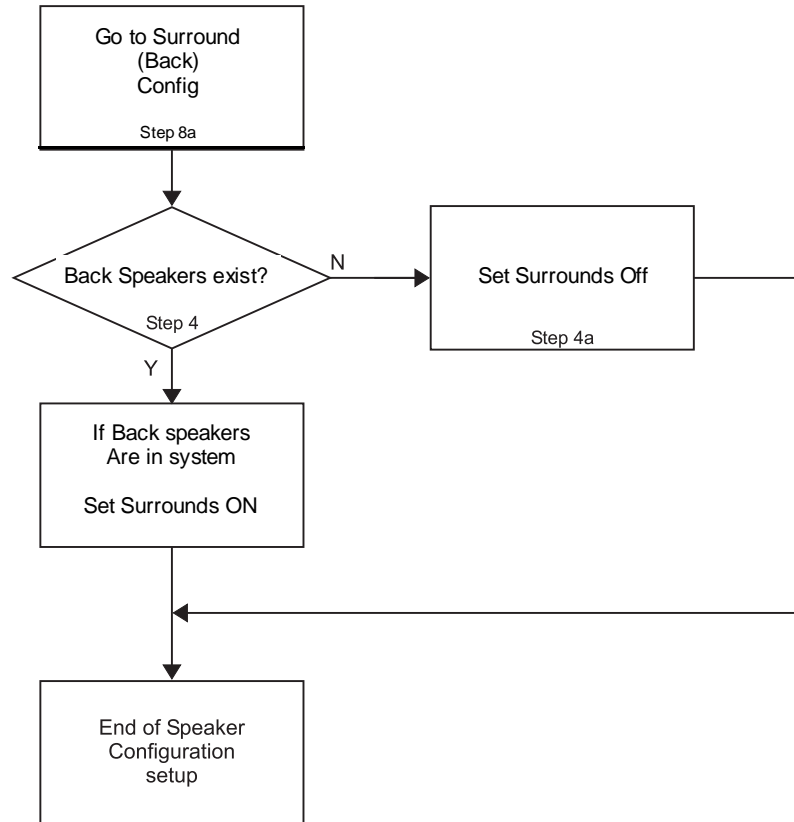 Go to Surround
(Back)
Config
Step 8a
Back Speakers exist?
Step 4
N
Set Surrounds Off
Step 4a
Y
If Back speakers
Are in system
Set Surrounds ON
End of Speaker
Configuration
setup